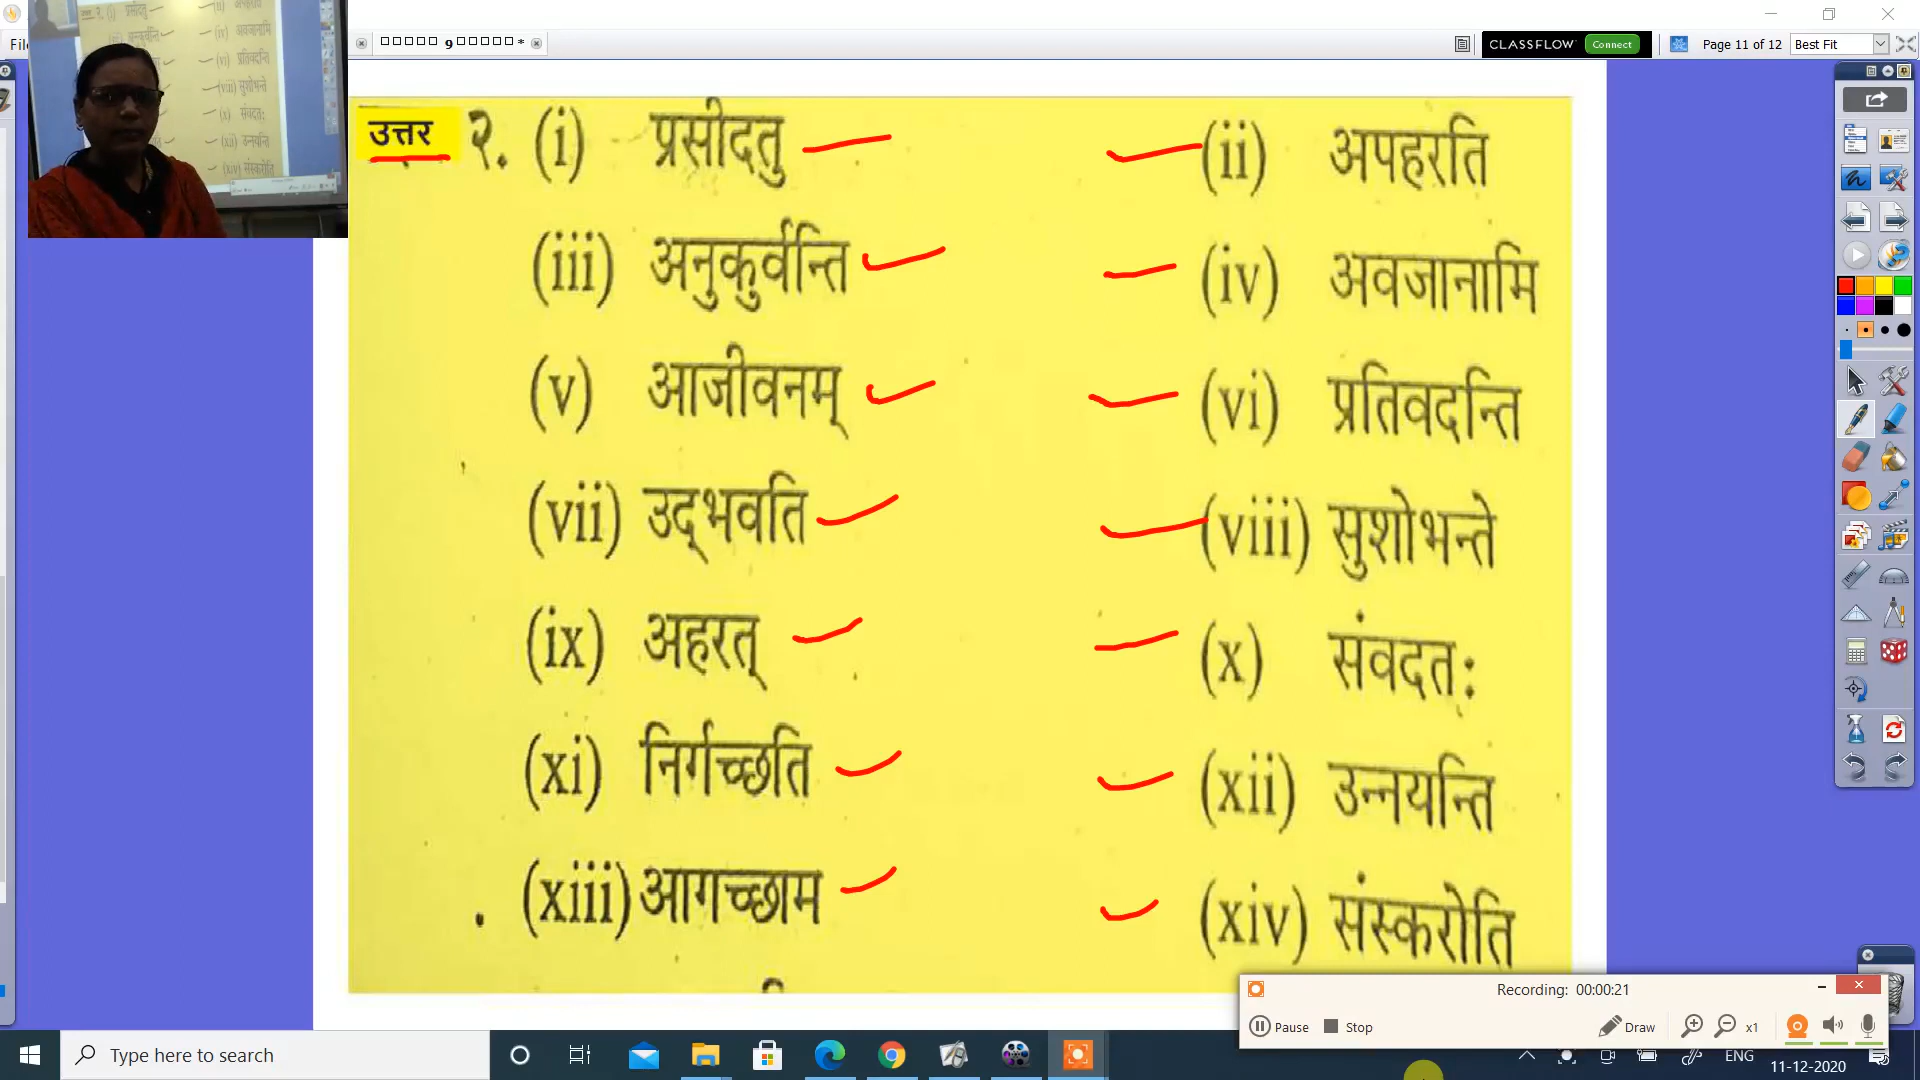 File
CLASSFLOW Connect Page 11 of 12 Best Fit
उत्तर २. (i) प्रसीदतु (ii) अपहरति
(iii) अनुकुर्वन्ति (iv) अवजानामि
(v) आजीवनम् (vi) प्रतिवदन्ति
(vii) उद्‌भवति (viii) सुशोभन्ते
(ix) अहरत् (x) संवदत:
(xi) निर्गच्छति (xii) उन्नयन्ति
(xiii) आगच्छाम (xiv) संस्करोति
Recording: 00:00:21
Pause Stop Draw x1
Type here to search ENG
11-12-2020